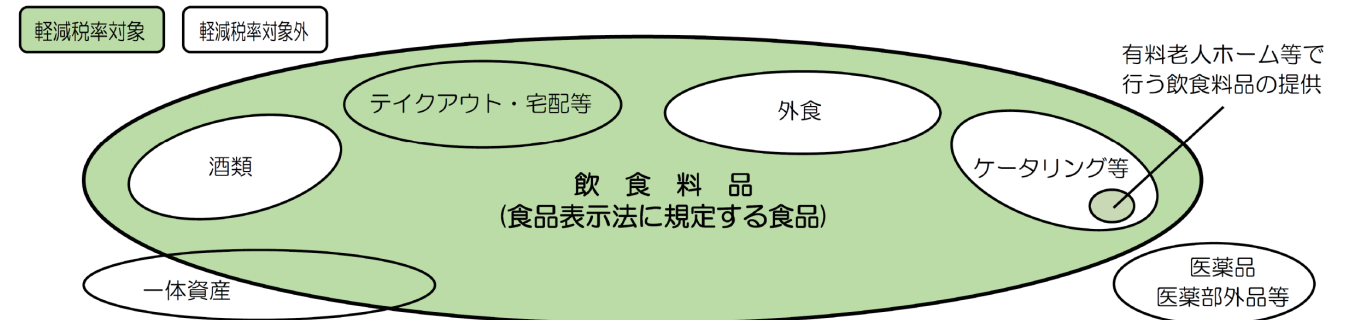 軽減税率対象
軽減税率対象外
有料老人ホーム等で
行う飲食料品の提供
テイクアウト・宅配等
外食
酒類
ケータリング等
飲食料品
(食品表示法に規定する食品)
一体資産
医薬品
医薬部外品等